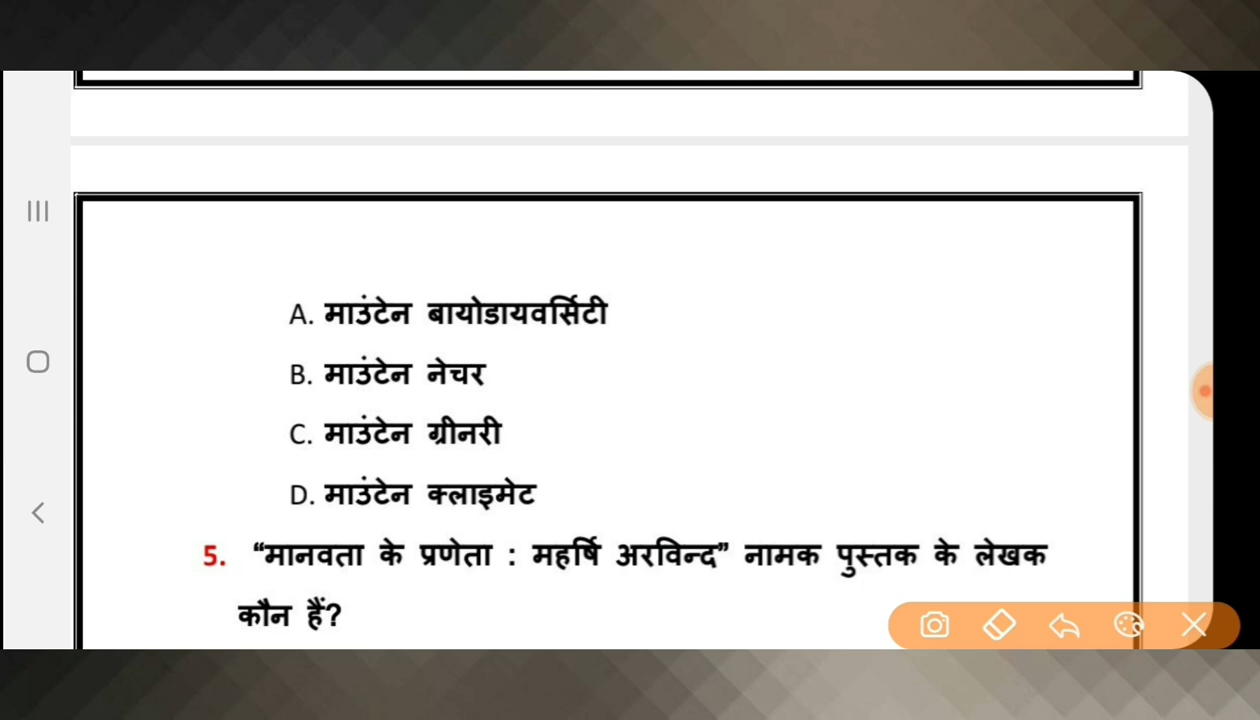 A. माउंटेन बायोडायवर्सिटी
B. माउंटेन नेचर
C. माउंटेन ग्रीनरी
D. माउंटेन क्लाइमेट
5. “मानवता के प्रणेता : महर्षि अरविन्द” नामक पुस्तक के लेखक
कौन हैं?